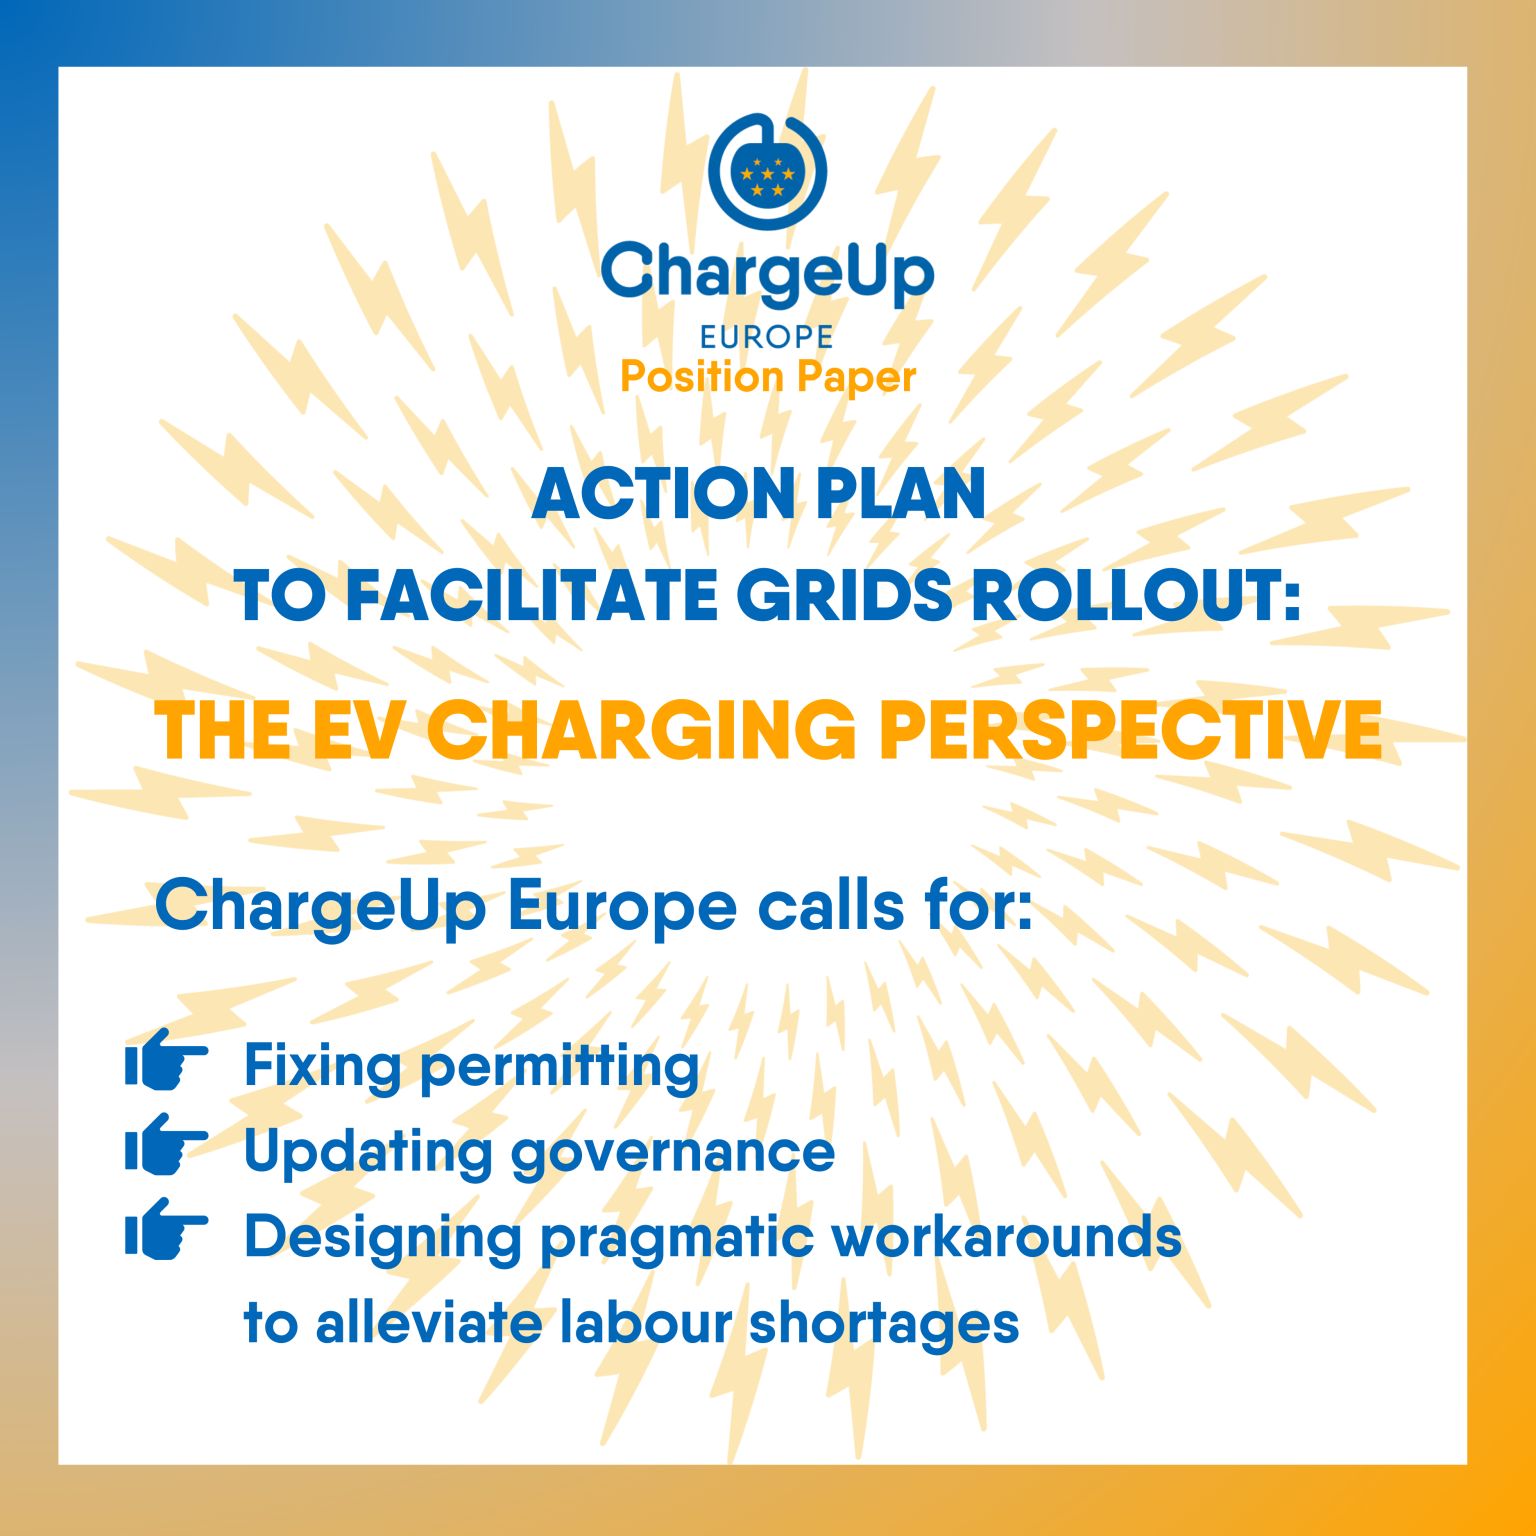 ChargeUp
EUROPE
Position Paper
ACTION PLAN
TO FACILITATE GRIDS ROLLOUT:
THE EV CHARGING PERSPECTIVE
ChargeUp Europe calls for:
Fixing permitting
Updating governance
Designing pragmatic workarounds
to alleviate labour shortages